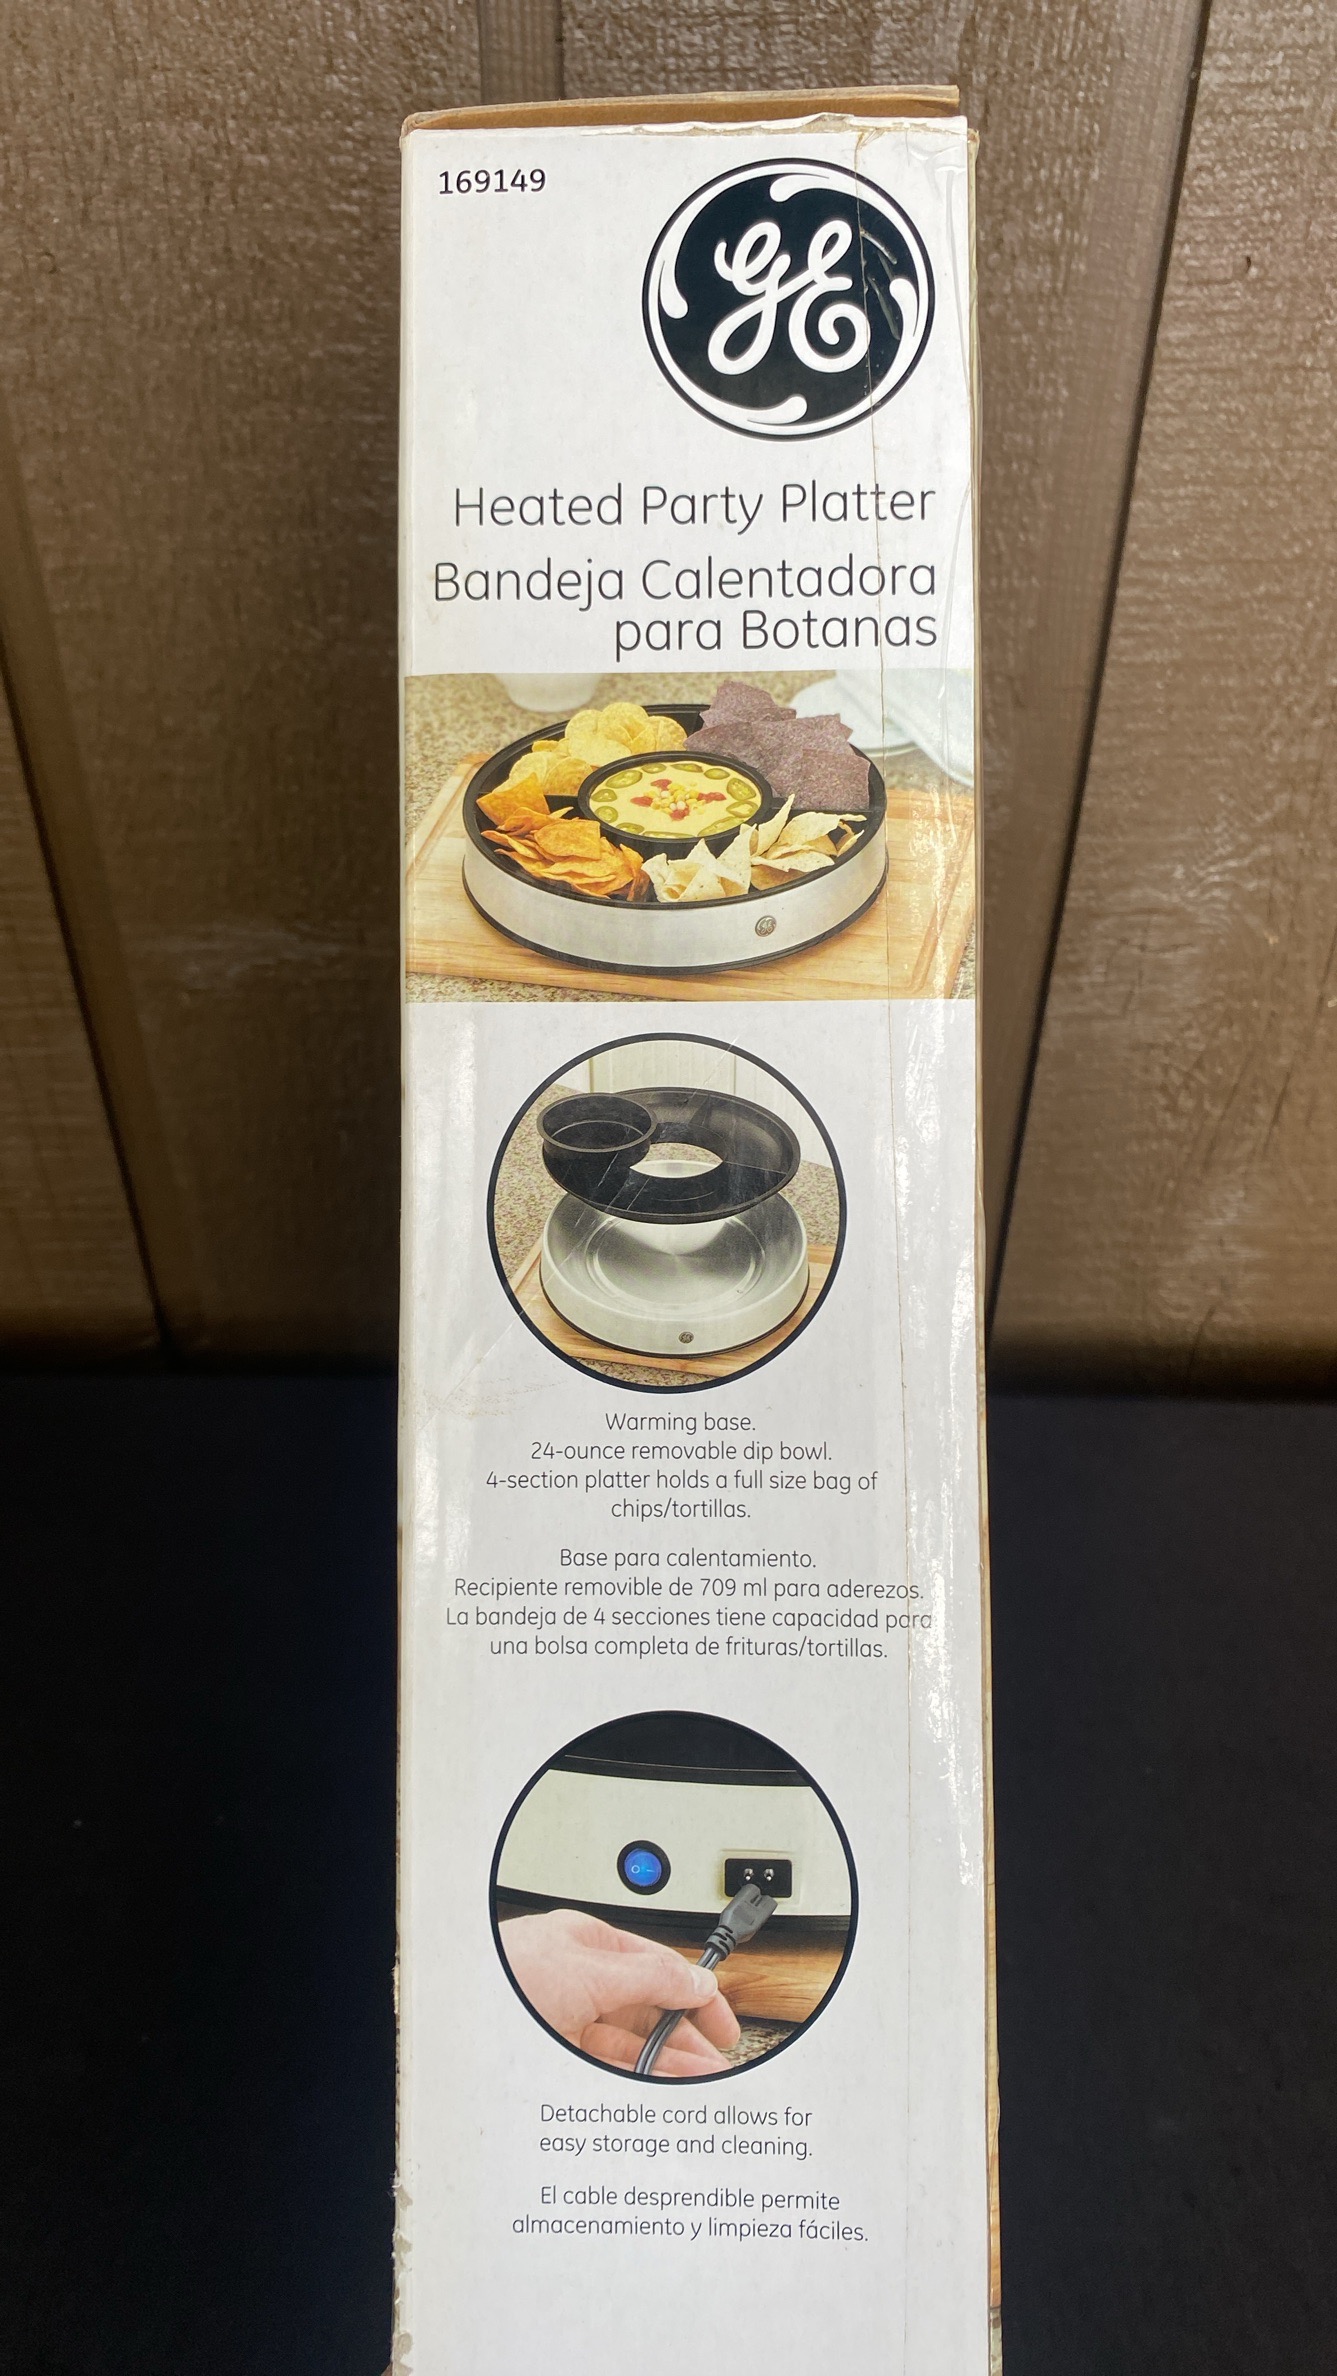 169149
GE
Heated Party Platter
Bandeja Calentadora
para Botanas
GE
GE
Warming base.
24-ounce removable dip bowl.
4-section platter holds a full size bag of
chips/tortillas.
Base para calentamiento.
Recipiente removible de 709 ml para aderezos.
La bandeja de 4 secciones tiene capacidad para
una bolsa completa de frituras/tortillas.
Detachable cord allows for
easy storage and cleaning.
El cable desprendible permite
almacenamiento y limpieza fáciles.